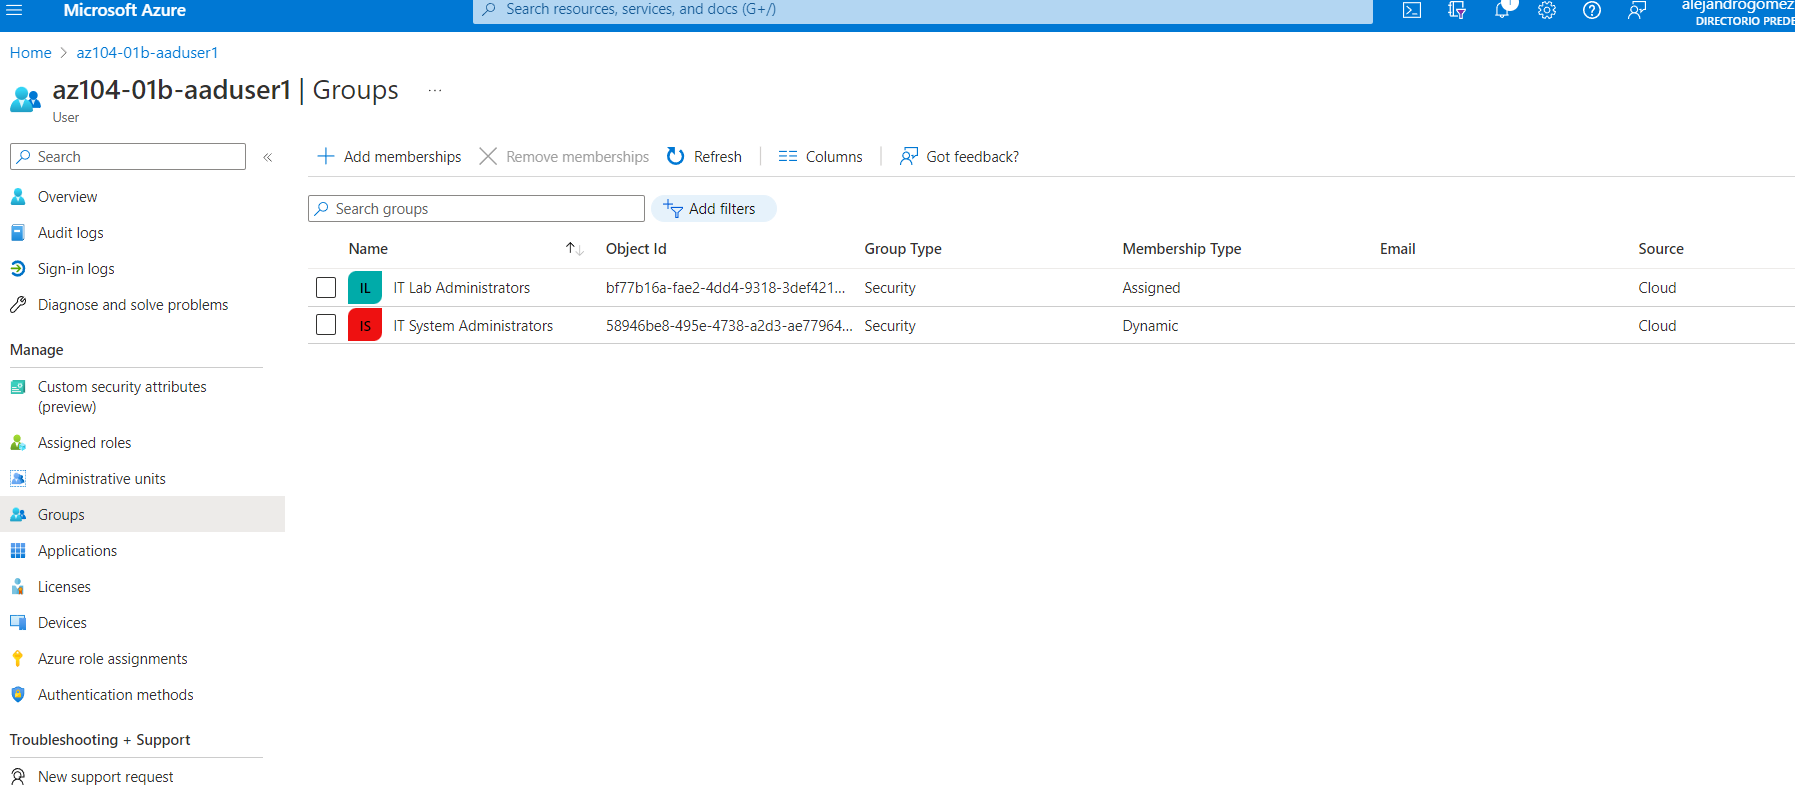 Microsoft Azure
Search resources, services, and docs (G+/)
1
alejandrogomez
DIRECTORIO PREDE
Home > az104-01b-aaduser1
az104-01b-aaduser1 | Groups ...
User
Search «
Overview
Audit logs
Sign-in logs
Diagnose and solve problems
Manage
Custom security attributes
(preview)
Assigned roles
Administrative units
Groups
Applications
Licenses
Devices
Azure role assignments
Authentication methods
Troubleshooting + Support
New support request
Add memberships Remove memberships Refresh Columns Got feedback?
Search groups Add filters
Name Object Id Group Type Membership Type Email Source
IL IT Lab Administrators bf77b16a-fae2-4dd4-9318-3def421... Security Assigned Cloud
IS IT System Administrators 58946be8-495e-4738-a2d3-ae77964... Security Dynamic Cloud